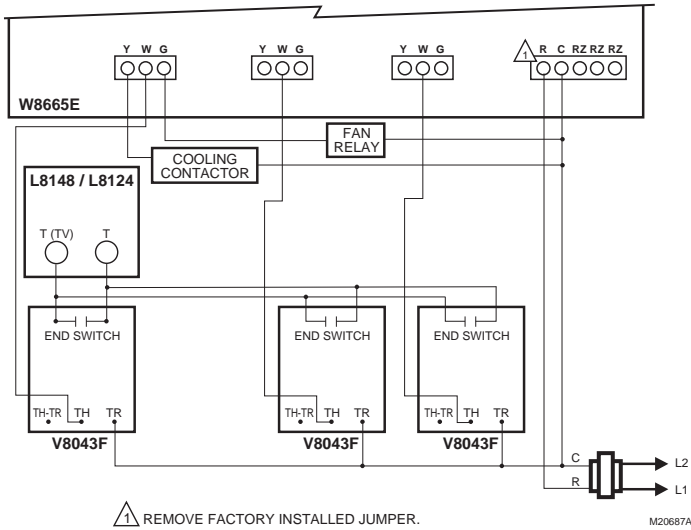 Y W G
Y W G
Y W G
1 R C RZ RZ RZ
W8665E
FAN
RELAY
COOLING
CONTACTOR
L8148 / L8124
T (TV) T
END SWITCH
END SWITCH
END SWITCH
TH-TR TH TR
TH-TR TH TR
TH-TR TH TR
V8043F
V8043F
V8043F
C
L2
R
L1
1 REMOVE FACTORY INSTALLED JUMPER.
M20687A